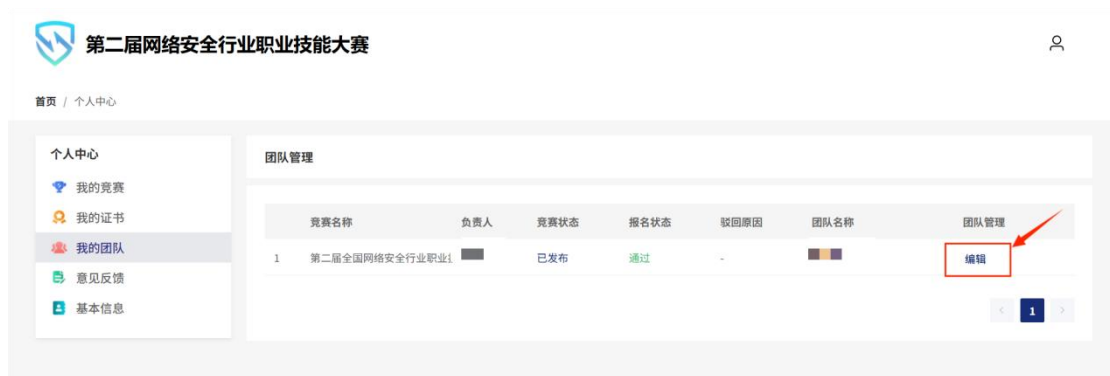 第二届网络安全行业职业技能大赛
首页 / 个人中心
个人中心
我的竞赛
我的证书
我的团队
意见反馈
基本信息
团队管理
竞赛名称 负责人 竞赛状态 报名状态 驳回原因 团队名称 团队管理
1 第二届全国网络安全行业职业 已发布 通过 - 编辑
< 1 >